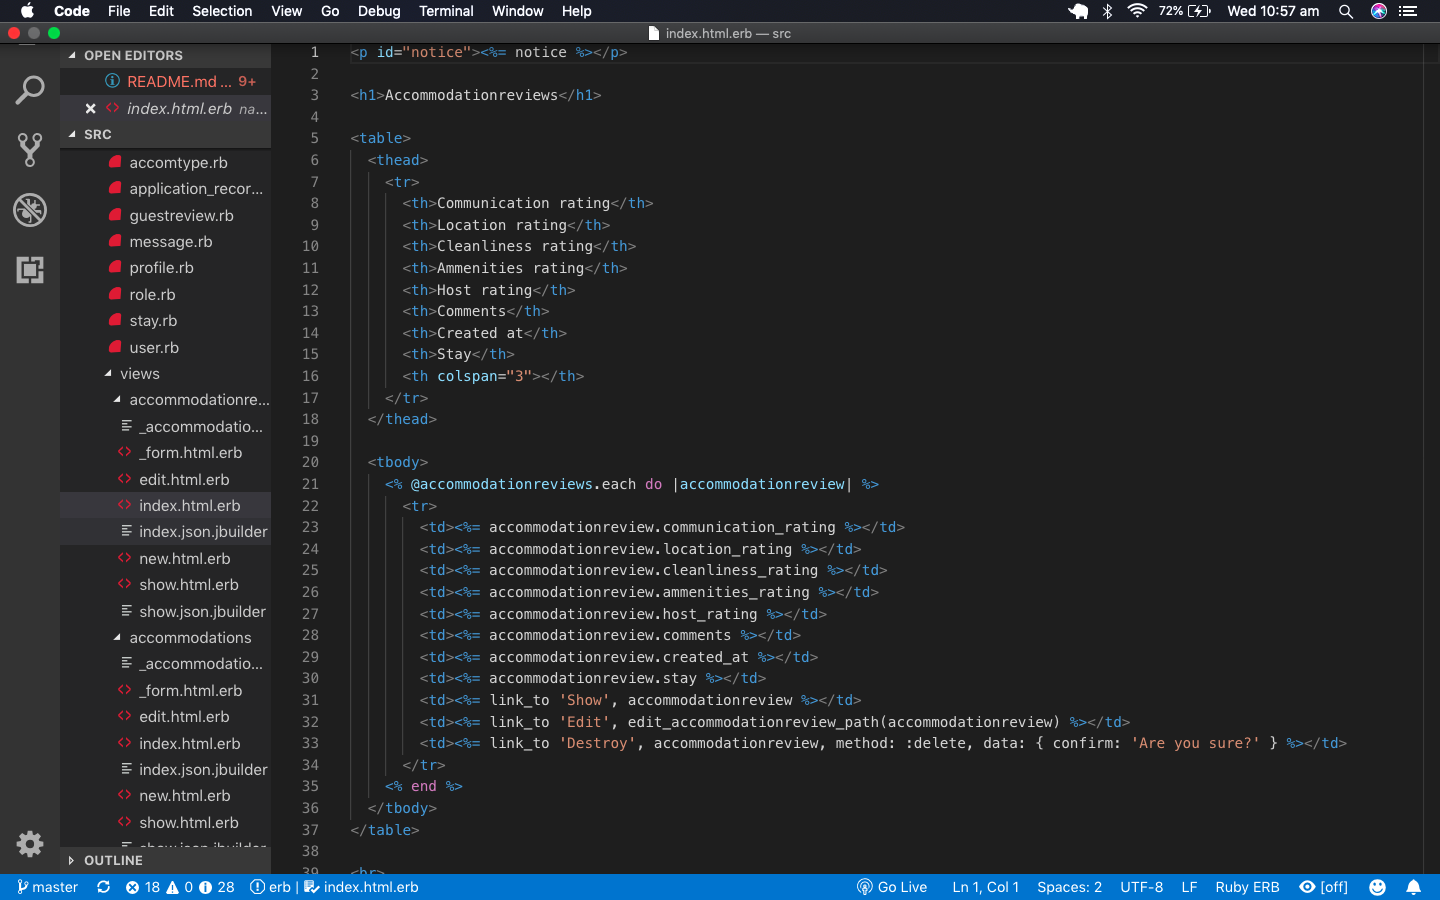 Code File Edit Selection View Go Debug Terminal Window Help 72% Wed 10:57 am
index.html.erb — src
OPEN EDITORS
README.md ... 9+
index.html.erb na...
SRC
accomtype.rb
application_recor...
guestreview.rb
message.rb
profile.rb
role.rb
stay.rb
user.rb
views
accommodationre...
_accommodatio...
_form.html.erb
edit.html.erb
index.html.erb
index.json.jbuilder
new.html.erb
show.html.erb
show.json.jbuilder
accommodations
_accommodatio...
_form.html.erb
edit.html.erb
index.html.erb
index.json.jbuilder
new.html.erb
show.html.erb
show.json.jbuilder
OUTLINE
1 <p id="notice"><%= notice %></p>
2
3 <h1>Accommodationreviews</h1>
4
5 <table>
6 <thead>
7 <tr>
8 <th>Communication rating</th>
9 <th>Location rating</th>
10 <th>Cleanliness rating</th>
11 <th>Ammenities rating</th>
12 <th>Host rating</th>
13 <th>Comments</th>
14 <th>Created at</th>
15 <th>Stay</th>
16 <th colspan="3"></th>
17 </tr>
18 </thead>
19
20 <tbody>
21 <% @accommodationreviews.each do |accommodationreview| %>
22 <tr>
23 <td><%= accommodationreview.communication_rating %></td>
24 <td><%= accommodationreview.location_rating %></td>
25 <td><%= accommodationreview.cleanliness_rating %></td>
26 <td><%= accommodationreview.ammenities_rating %></td>
27 <td><%= accommodationreview.host_rating %></td>
28 <td><%= accommodationreview.comments %></td>
29 <td><%= accommodationreview.created_at %></td>
30 <td><%= accommodationreview.stay %></td>
31 <td><%= link_to 'Show', accommodationreview %></td>
32 <td><%= link_to 'Edit', edit_accommodationreview_path(accommodationreview) %></td>
33 <td><%= link_to 'Destroy', accommodationreview, method: :delete, data: { confirm: 'Are you sure?' } %></td>
34 </tr>
35 <% end %>
36 </tbody>
37 </table>
38
39 <br>
master 18 0 28 erb | index.html.erb Go Live Ln 1, Col 1 Spaces: 2 UTF-8 LF Ruby ERB [off]